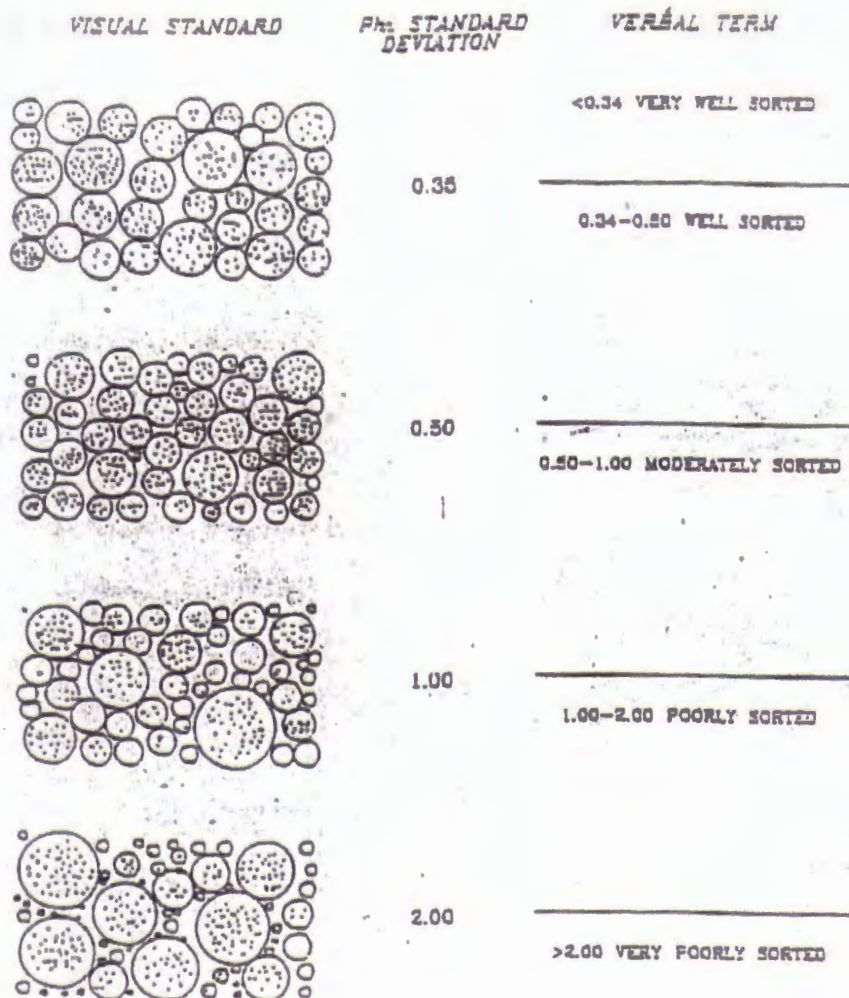 VISUAL STANDARD
Phi STANDARD
DEVIATION
VERBAL TERM
<0.34 VERY WELL SORTED
0.35
0.34-0.50 WELL SORTED
0.50
0.50-1.00 MODERATELY SORTED
1.00
1.00-2.00 POORLY SORTED
2.00
>2.00 VERY POORLY SORTED